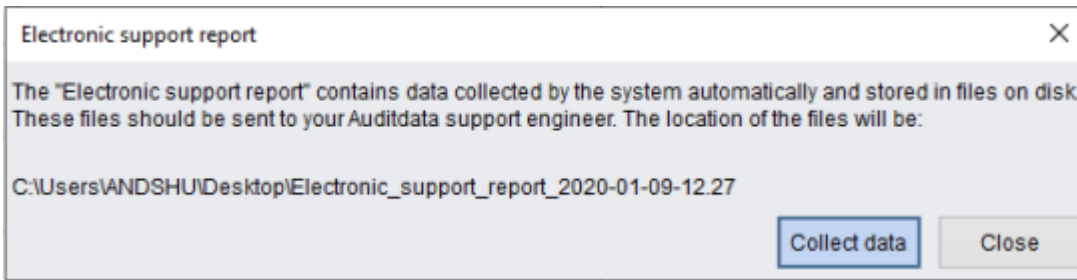 Electronic support report
The "Electronic support report" contains data collected by the system automatically and stored in files on disk
These files should be sent to your Auditdata support engineer. The location of the files will be:
C:\Users\ANDSHU\Desktop\Electronic_support_report_2020-01-09-12.27
Collect data
Close